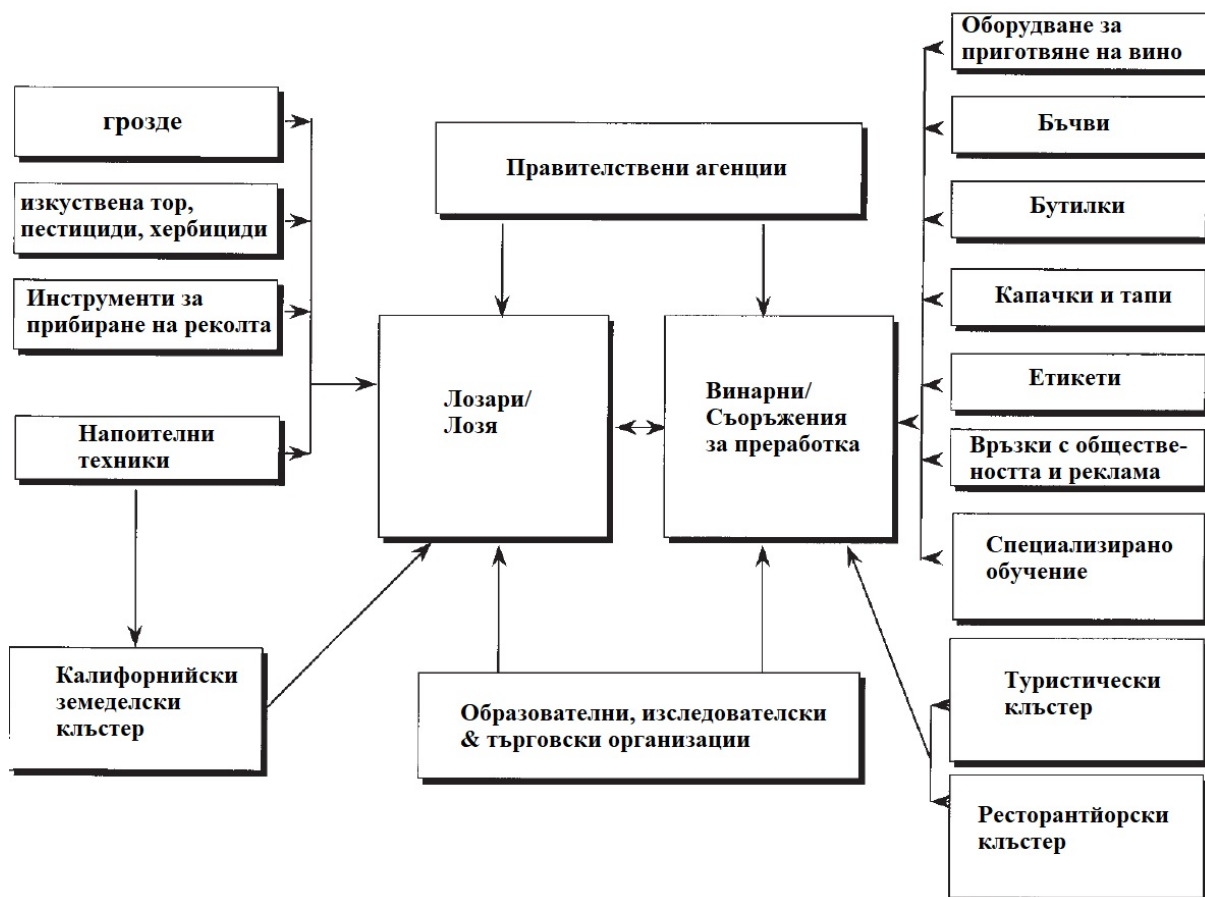 грозде
изкуствена тор,
пестициди, хербициди
Инструменти за
прибиране на реколта
Напоителни
техники
Калифорнийски
земеделски
клъстер
Правителствени агенции
Лозари/
Лозя
Винарни/
Съоръжения
за преработка
Образователни, изследователски
& търговски организации
Оборудване за
приготвяне на вино
Бъчви
Бутилки
Капачки и тапи
Етикети
Връзки с обществе-
ността и реклама
Специализирано
обучение
Туристически
клъстер
Ресторантйорски
клъстер